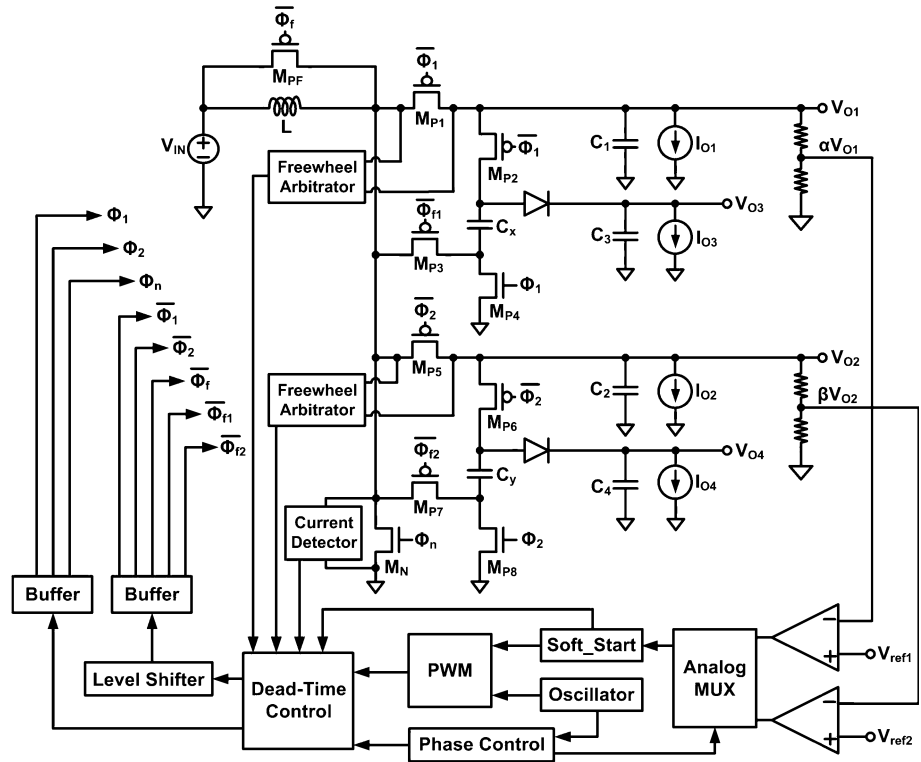 Φ̅f
MPF
L
VIN
Φ̅1
MP1
VO1
Freewheel
Arbitrator
Φ̅1
MP2
C1
IO1
αVO1
Φ1
Φ2
Φn
Φ̅1
Φ̅2
Φ̅f
Φ̅f1
Φ̅f2
Φ̅f1
MP3
Cx
C3
IO3
VO3
Φ1
MP4
Φ̅2
MP5
VO2
Freewheel
Arbitrator
Φ̅2
MP6
C2
IO2
βVO2
Φ̅f2
MP7
Cy
C4
IO4
VO4
Current
Detector
Φn
MN
Φ2
MP8
Buffer
Buffer
Level Shifter
Dead-Time
Control
PWM
Soft_Start
Oscillator
Phase Control
Analog
MUX
−
+
Vref1
−
+
Vref2